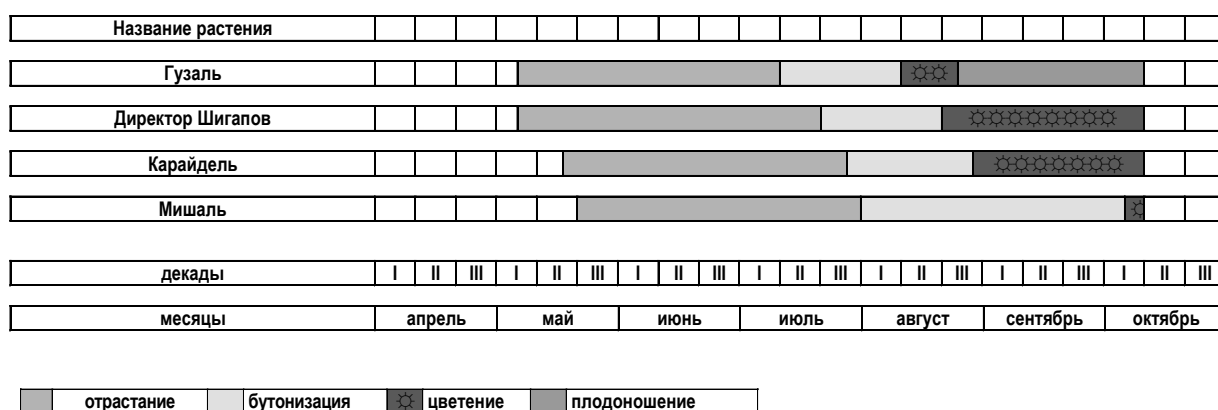 Название растения
Гузаль
Директор Шигапов
Карайдель
Мишаль
декады I II III I II III I II III I II III I II III I II III I II III
месяцы апрель май июнь июль август сентябрь октябрь
отрастание бутонизация цветение плодоношение